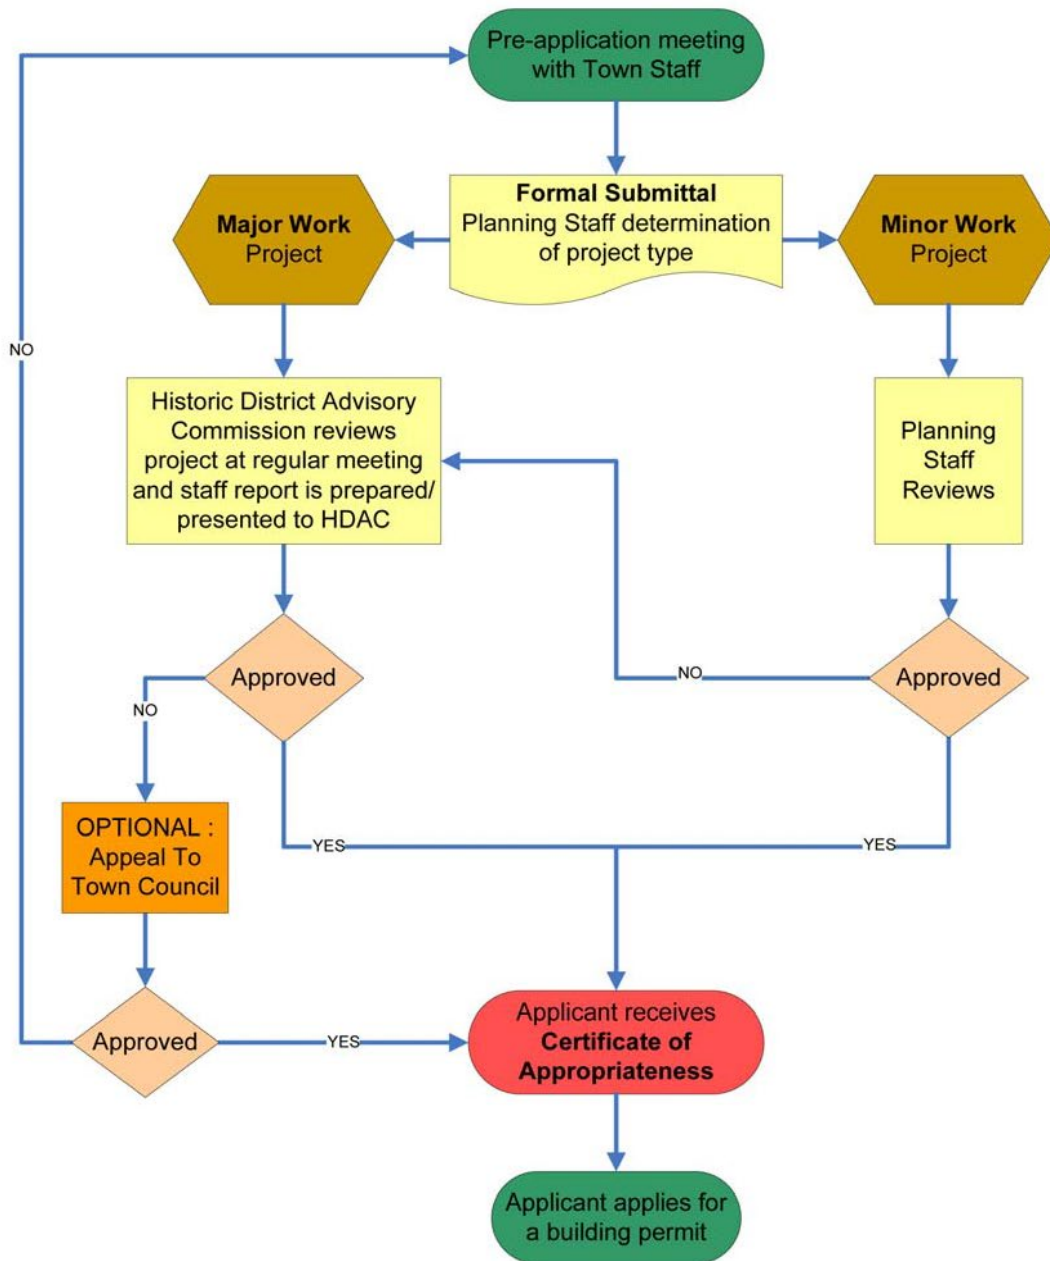 Pre-application meeting
with Town Staff
Formal Submittal
Planning Staff determination
of project type
Major Work
Project
Minor Work
Project
NO
Historic District Advisory
Commission reviews
project at regular meeting
and staff report is prepared/
presented to HDAC
Planning
Staff
Reviews
Approved
NO
Approved
NO
OPTIONAL :
Appeal To
Town Council
YES
YES
Approved
YES
Applicant receives
Certificate of
Appropriateness
Applicant applies for
a building permit